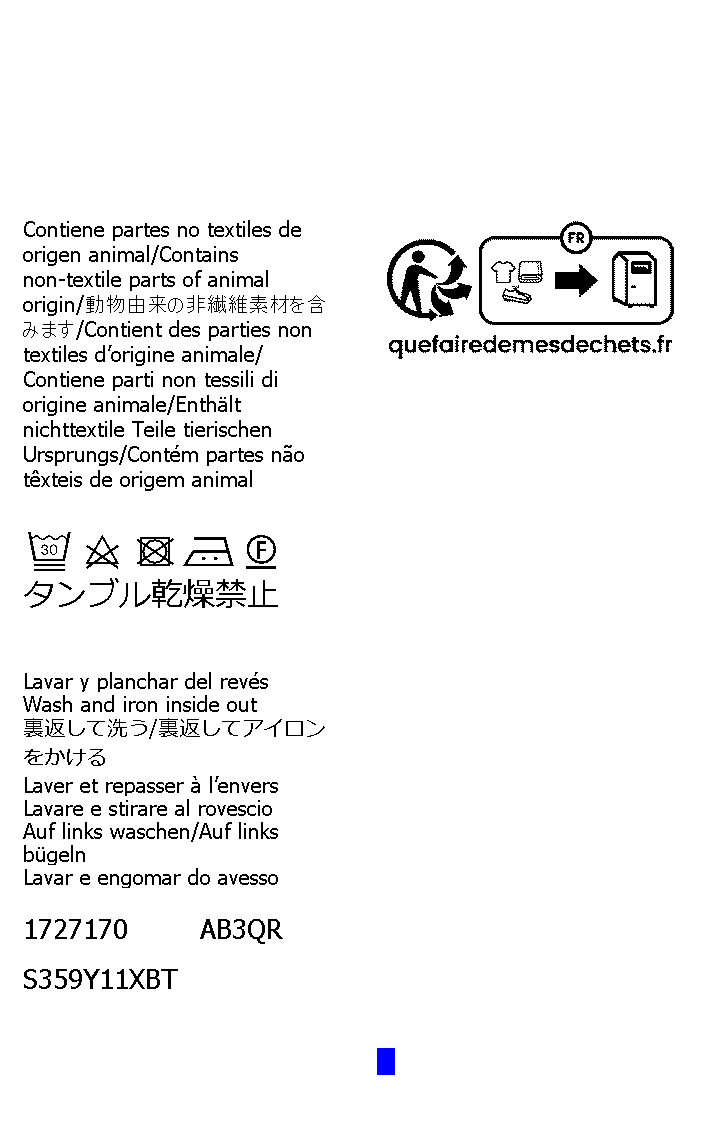 Contiene partes no textiles de
origen animal/Contains
non-textile parts of animal
origin/動物由来の非繊維素材を含
みます/Contient des parties non
textiles d'origine animale/
Contiene parti non tessili di
origine animale/Enthält
nichttextile Teile tierischen
Ursprungs/Contém partes não
têxteis de origem animal
FR
quefairedemesdechets.fr
30
F
タンブル乾燥禁止
Lavar y planchar del revés
Wash and iron inside out
裏返して洗う/裏返してアイロン
をかける
Laver et repasser à l'envers
Lavare e stirare al rovescio
Auf links waschen/Auf links
bügeln
Lavar e engomar do avesso
1727170 AB3QR
S359Y11XBT